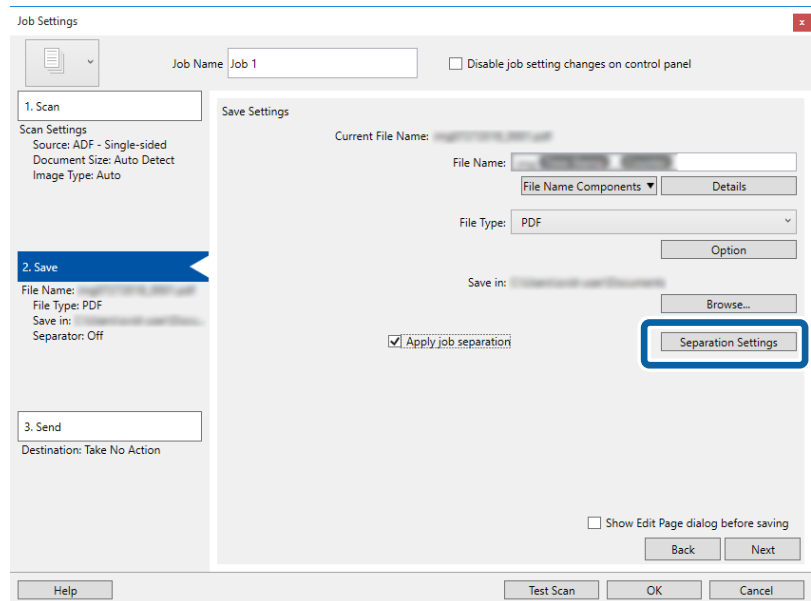 Job Settings
x
Job Name Job 1
Disable job setting changes on control panel
1. Scan
Scan Settings
Source: ADF - Single-sided
Document Size: Auto Detect
Image Type: Auto
2. Save
File Name:
File Type: PDF
Save in:
Separator: Off
3. Send
Destination: Take No Action
Save Settings
Current File Name:
File Name:
File Name Components ▼ Details
File Type: PDF
Option
Save in:
Browse...
Apply job separation Separation Settings
Show Edit Page dialog before saving
Back Next
Help Test Scan OK Cancel